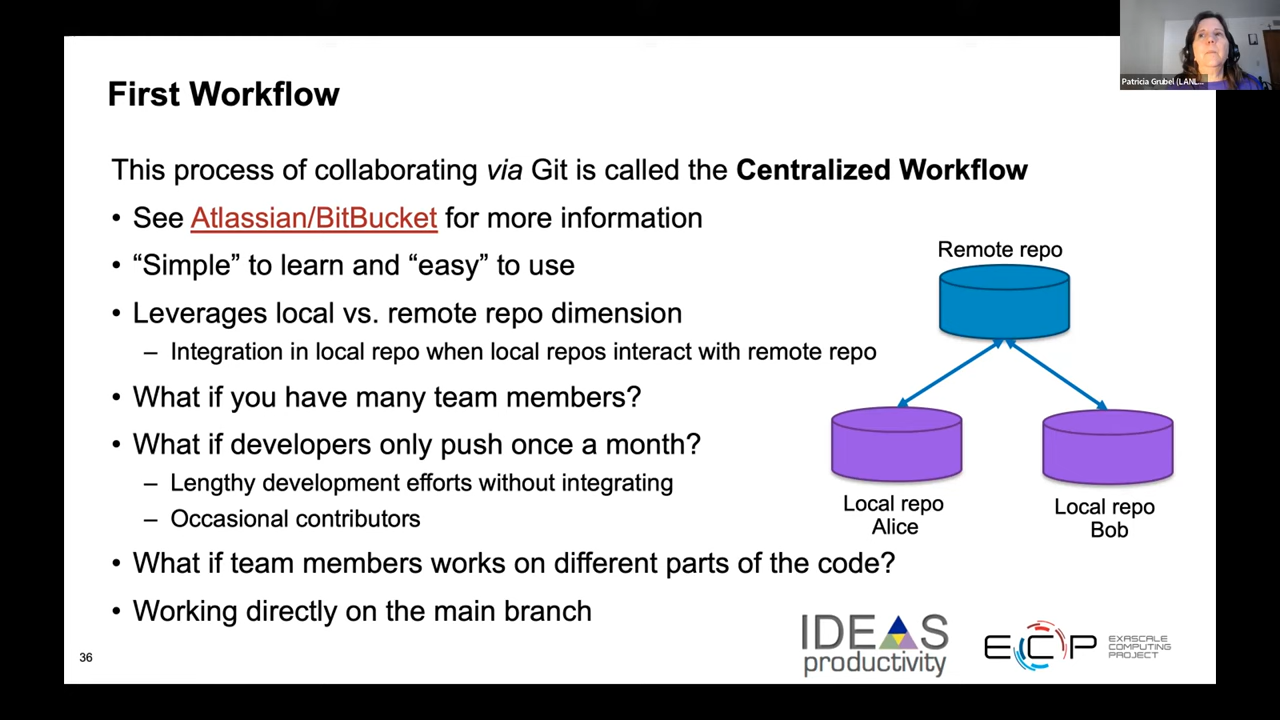 First Workflow
This process of collaborating via Git is called the Centralized Workflow
• See Atlassian/BitBucket for more information
• “Simple” to learn and “easy” to use
• Leverages local vs. remote repo dimension
– Integration in local repo when local repos interact with remote repo
• What if you have many team members?
• What if developers only push once a month?
– Lengthy development efforts without integrating
– Occasional contributors
• What if team members works on different parts of the code?
• Working directly on the main branch
Remote repo
Local repo
Alice
Local repo
Bob
36
IDEAS
productivity
ECP
EXASCALE
COMPUTING
PROJECT
Patricia Grubel (LANL...